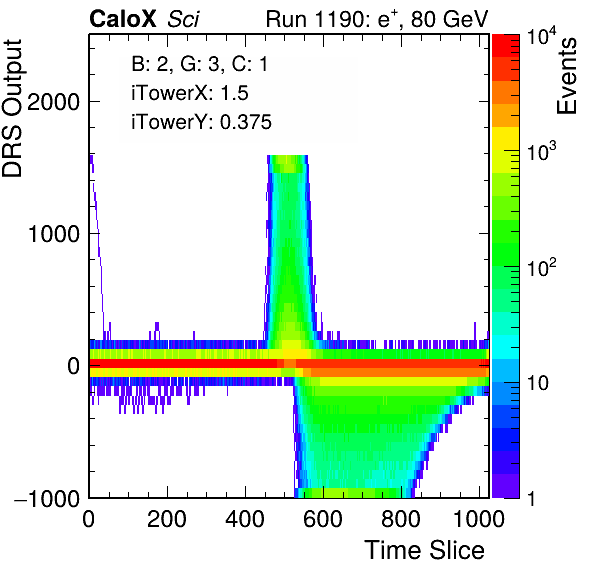 CaloX Sci
Run 1190: e⁺, 80 GeV
B: 2, G: 3, C: 1
iTowerX: 1.5
iTowerY: 0.375
DRS Output
2000
1000
0
−1000
0 200 400 600 800 1000
Time Slice
Events
10⁴
10³
10²
10
1